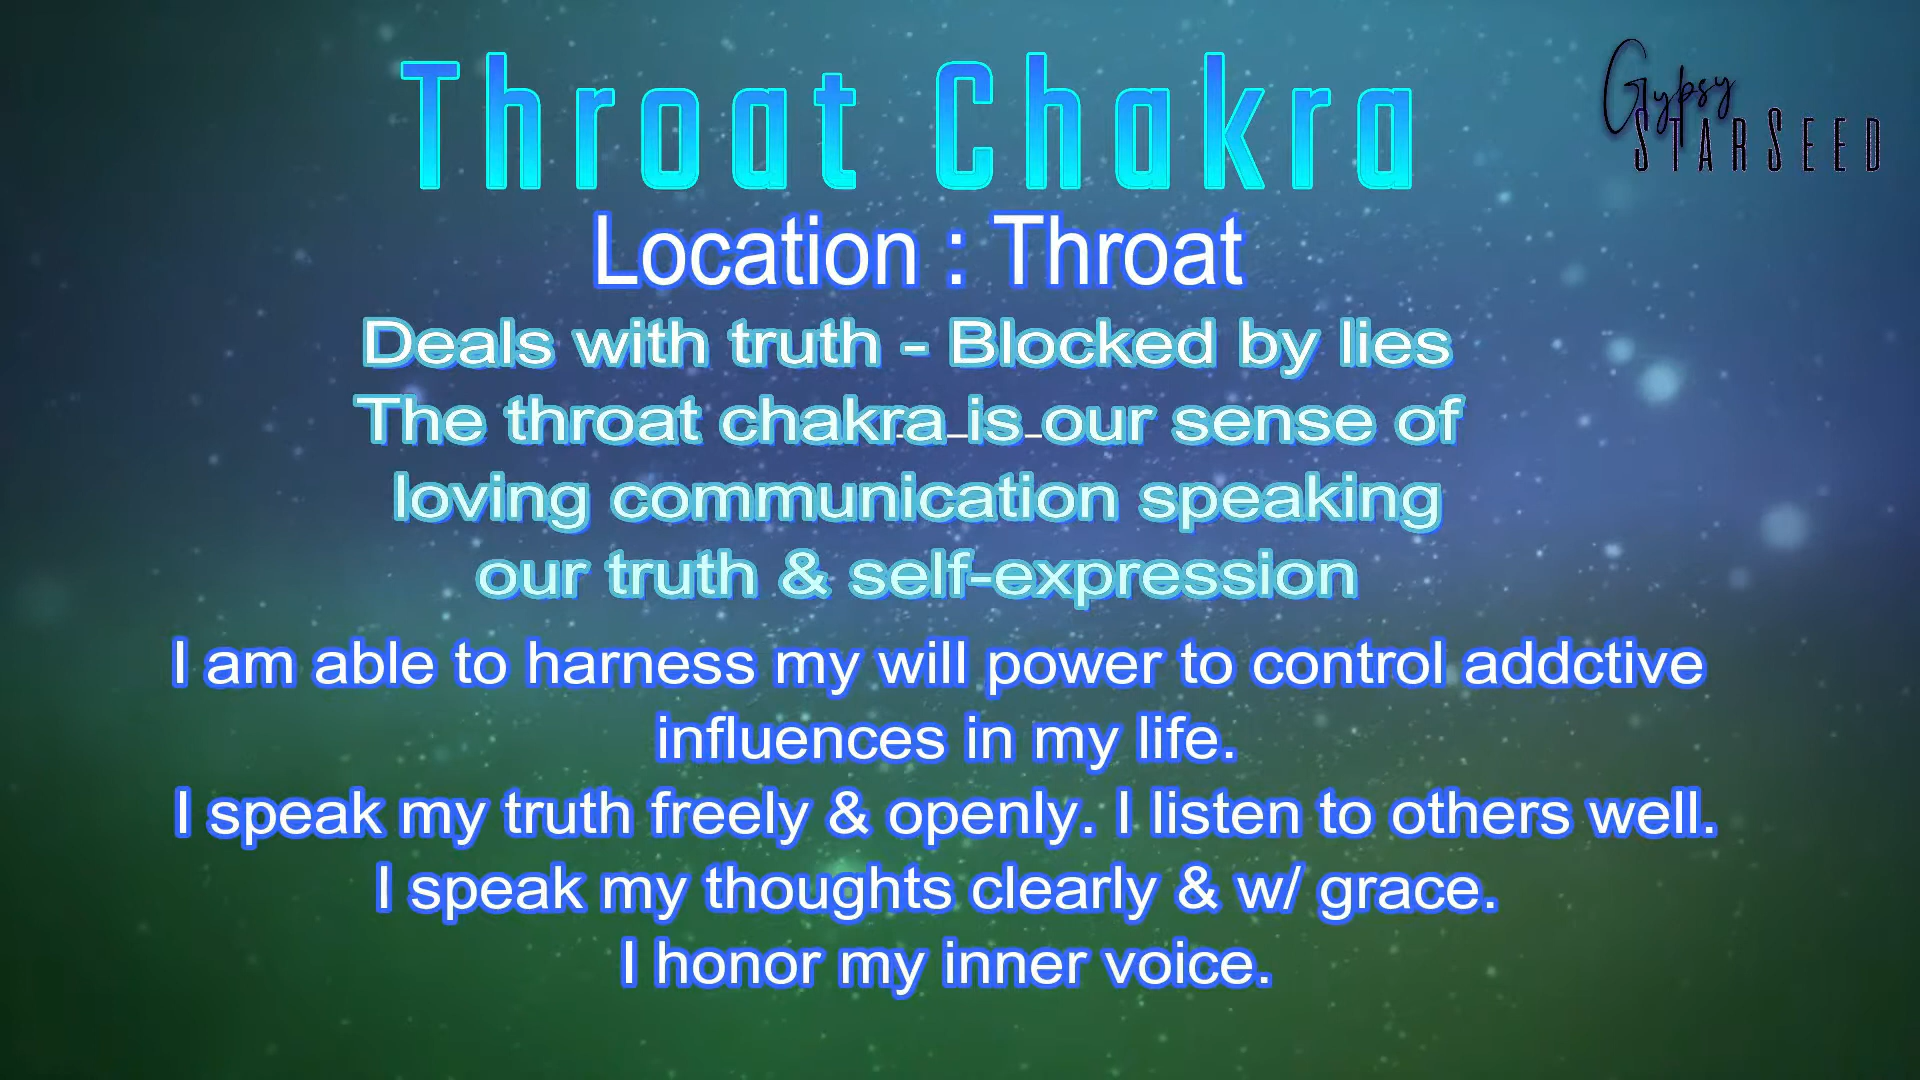 Throat Chakra
Gypsy
STARSEED
Location : Throat
Deals with truth - Blocked by lies
The throat chakra is our sense of
loving communication speaking
our truth & self-expression
I am able to harness my will power to control addctive
influences in my life.
I speak my truth freely & openly. I listen to others well.
I speak my thoughts clearly & w/ grace.
I honor my inner voice.